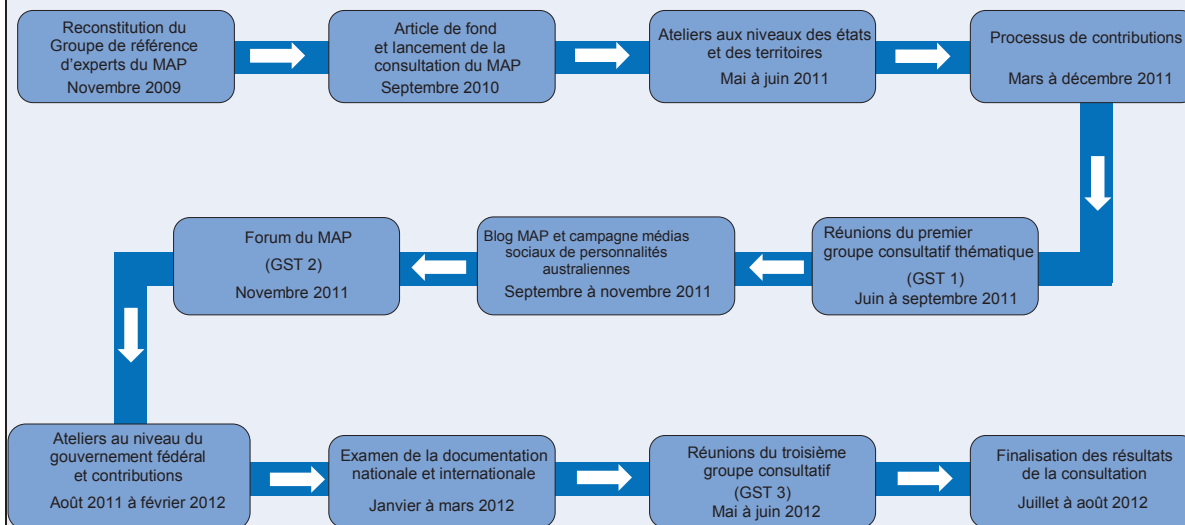 Reconstitution du
Groupe de référence
d'experts du MAP
Novembre 2009
Article de fond
et lancement de la
consultation du MAP
Septembre 2010
Ateliers aux niveaux des états
et des territoires
Mai à juin 2011
Processus de contributions
Mars à décembre 2011
Réunions du premier
groupe consultatif thématique
(GST 1)
Juin à septembre 2011
Blog MAP et campagne médias
sociaux de personnalités
australiennes
Septembre à novembre 2011
Forum du MAP
(GST 2)
Novembre 2011
Ateliers au niveau du
gouvernement fédéral
et contributions
Août 2011 à février 2012
Examen de la documentation
nationale et internationale
Janvier à mars 2012
Réunions du troisième
groupe consultatif
(GST 3)
Mai à juin 2012
Finalisation des résultats
de la consultation
Juillet à août 2012